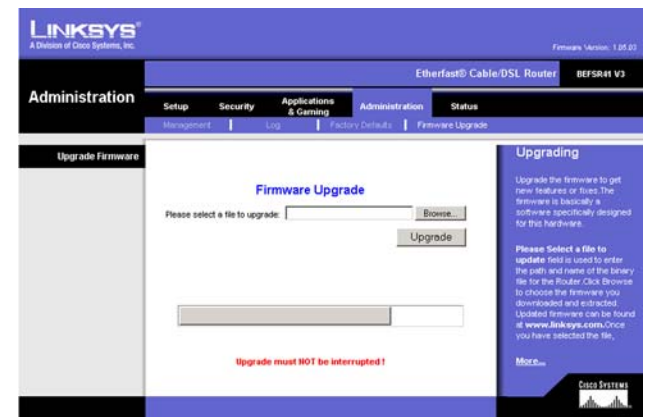 LINKSYS®
A Division of Cisco Systems, Inc.
Firmware Version: 1.05.03
Etherfast® Cable/DSL Router
BEFSR41 V3
Administration
Setup
Security
Applications
& Gaming
Administration
Status
Management
Log
Factory Defaults
Firmware Upgrade
Upgrade Firmware
Firmware Upgrade
Please select a file to upgrade:
Browse...
Upgrade
Upgrade must NOT be interrupted !
Upgrading
Upgrade the firmware to get
new features or fixes.The
firmware is basically a
software specifically designed
for this hardware.
Please Select a file to
update field is used to enter
the path and name of the binary
file for the Router.Click Browse
to choose the firmware you
downloaded and extracted.
Updated firmware can be found
at www.linksys.com.Once
you have selected the file,
More...
CISCO SYSTEMS